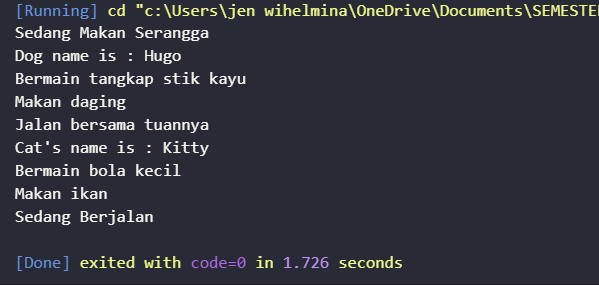 [Running] cd "c:\Users\jen wihelmina\OneDrive\Documents\SEMESTE
Sedang Makan Serangga
Dog name is : Hugo
Bermain tangkap stik kayu
Makan daging
Jalan bersama tuannya
Cat's name is : Kitty
Bermain bola kecil
Makan ikan
Sedang Berjalan
[Done] exited with code=0 in 1.726 seconds